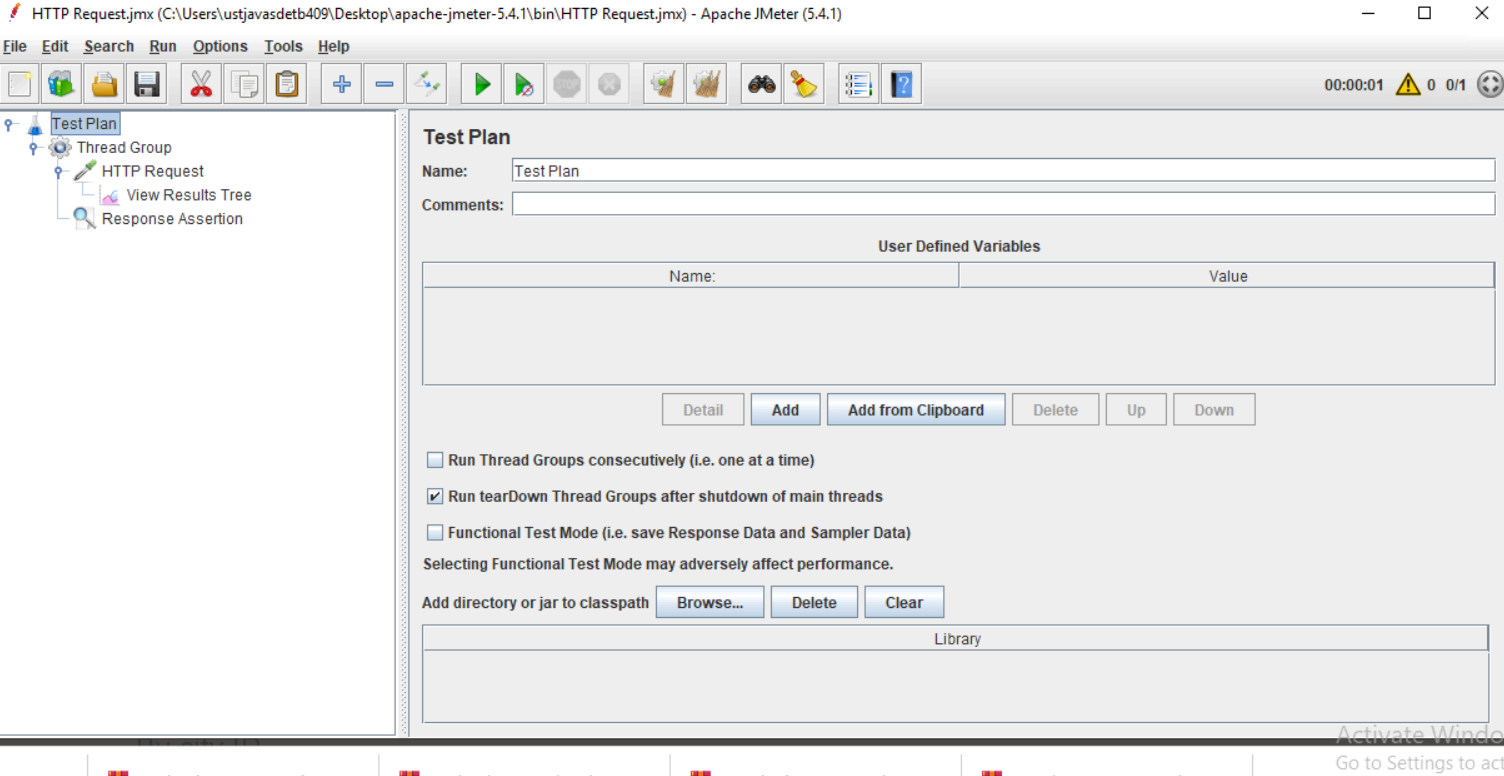 HTTP Request.jmx (C:\Users\ustjavasdetb409\Desktop\apache-jmeter-5.4.1\bin\HTTP Request.jmx) - Apache JMeter (5.4.1)
File Edit Search Run Options Tools Help
STOP
00:00:01 0 0/1
Test Plan
Thread Group
HTTP Request
View Results Tree
Response Assertion
Test Plan
Name: Test Plan
Comments:
User Defined Variables
Name: Value
Detail Add Add from Clipboard Delete Up Down
Run Thread Groups consecutively (i.e. one at a time)
Run tearDown Thread Groups after shutdown of main threads
Functional Test Mode (i.e. save Response Data and Sampler Data)
Selecting Functional Test Mode may adversely affect performance.
Add directory or jar to classpath Browse... Delete Clear
Library
Activate Windo
Go to Settings to act